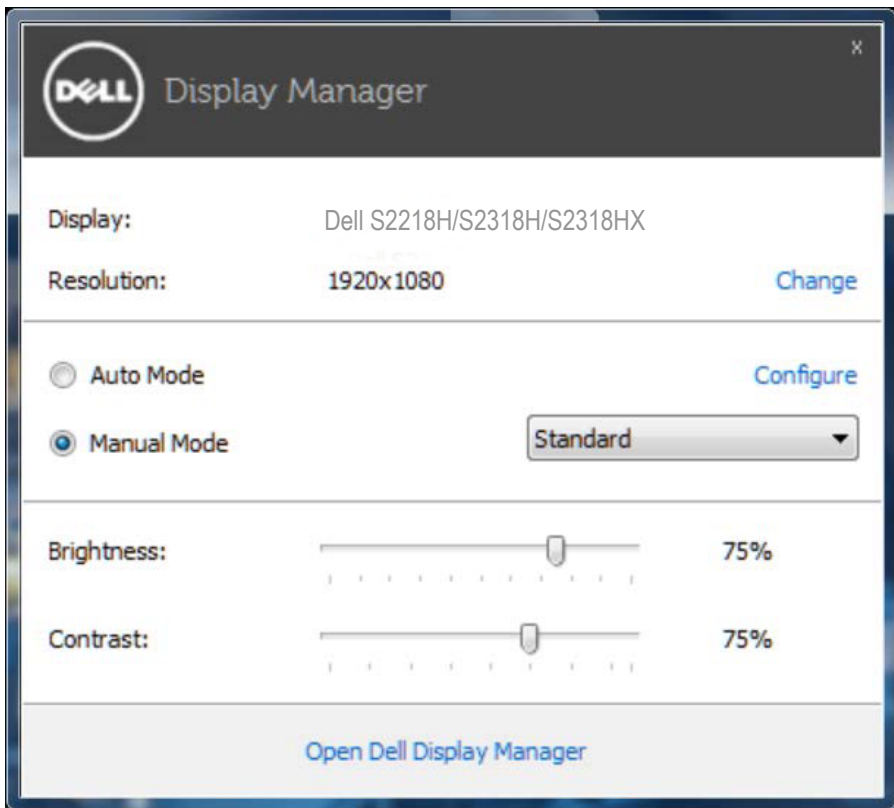 x
DELL Display Manager
Display: Dell S2218H/S2318H/S2318HX
Resolution: 1920x1080 Change
Auto Mode Configure
Manual Mode Standard
Brightness: 75%
Contrast: 75%
Open Dell Display Manager